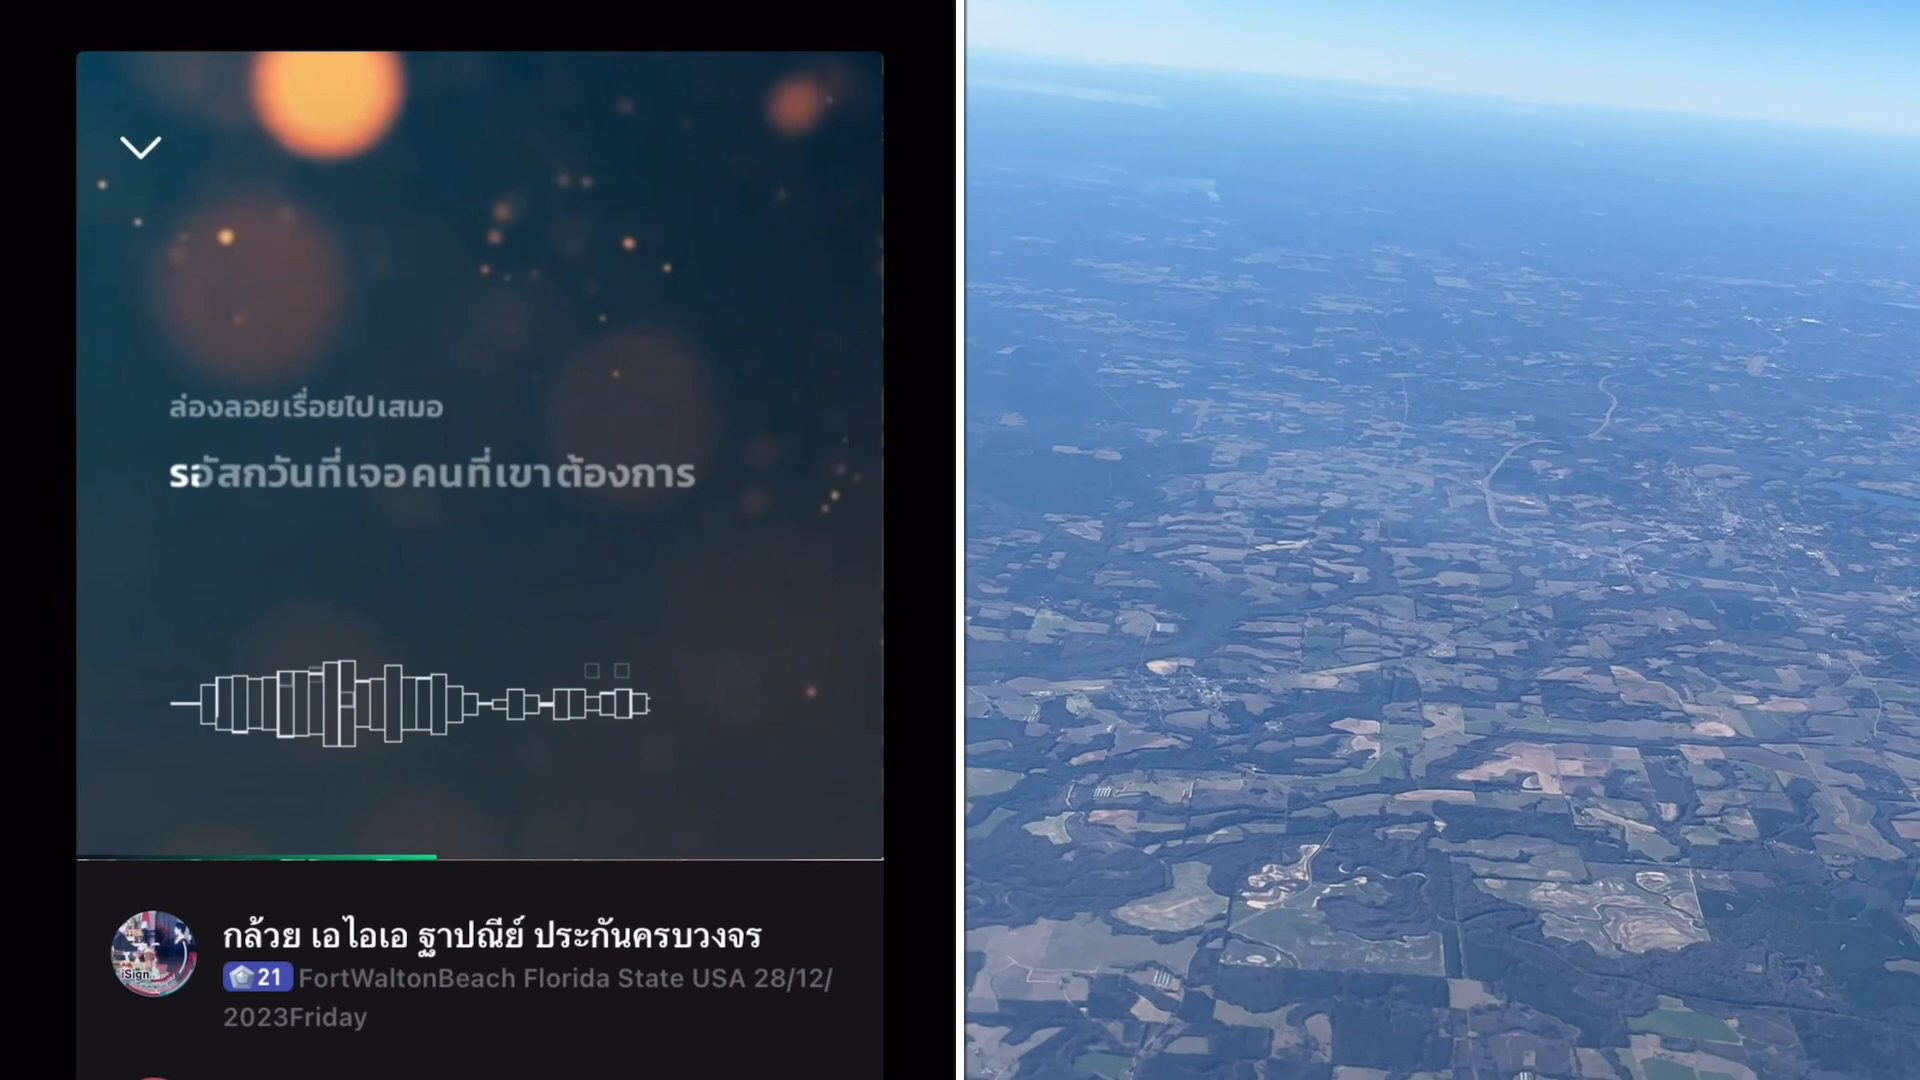 ล่องลอยเรื่อยไปเสมอ
รอสักวันที่เจอ คนที่เขาต้องการ
กล้วย เอไอเอ ฐาปณีย์ ประกันครบวงจร
21 FortWaltonBeach Florida State USA 28/12/
2023Friday
iSign